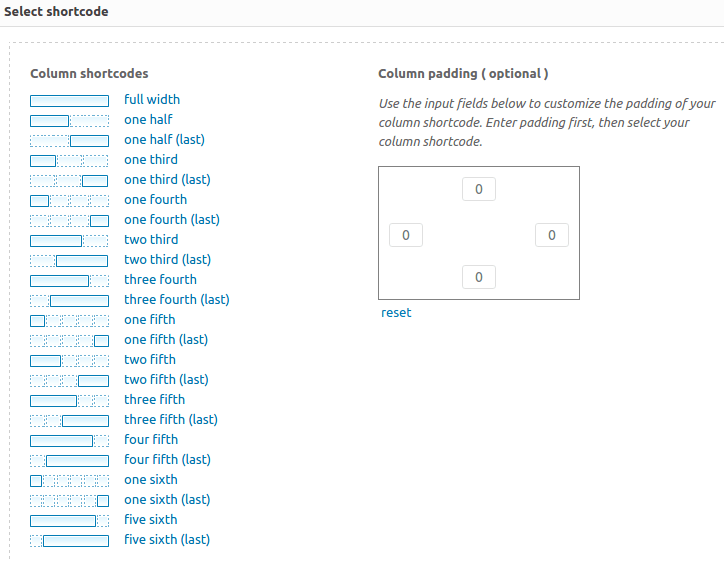 Select shortcode
Column shortcodes
full width
one half
one half (last)
one third
one third (last)
one fourth
one fourth (last)
two third
two third (last)
three fourth
three fourth (last)
one fifth
one fifth (last)
two fifth
two fifth (last)
three fifth
three fifth (last)
four fifth
four fifth (last)
one sixth
one sixth (last)
five sixth
five sixth (last)
Column padding ( optional )
Use the input fields below to customize the padding of your
column shortcode. Enter padding first, then select your
column shortcode.
0
0 0
0
reset